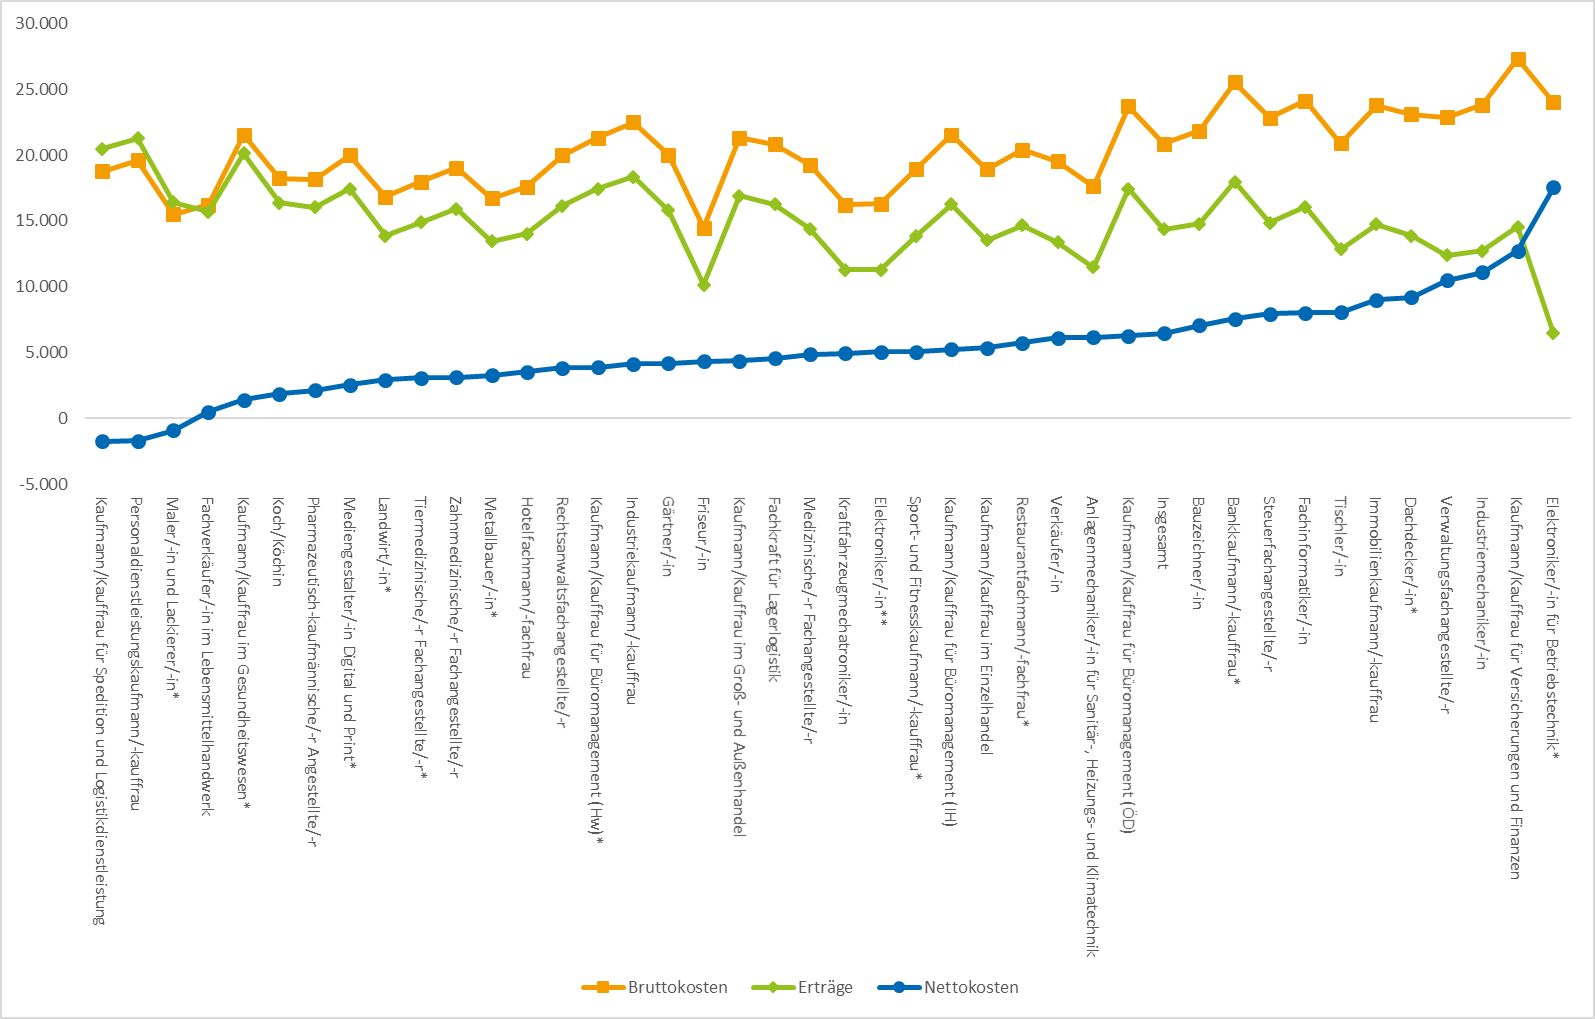 30.000
25.000
20.000
15.000
10.000
5.000
0
-5.000
Kaufmann/Kauffrau für Spedition und Logistikdienstleistung
Personaldienstleistungskaufmann/-kauffrau
Maler/-in und Lackierer/-in*
Fachverkäufer/-in im Lebensmittelhandwerk
Kaufmann/Kauffrau im Gesundheitswesen*
Koch/Köchin
Pharmazeutisch-kaufmännische/-r Angestellte/-r
Mediengestalter/-in Digital und Print*
Landwirt/-in*
Tiermedizinische/-r Fachangestellte/-r*
Zahnmedizinische/-r Fachangestellte/-r
Metallbauer/-in*
Hotelfachmann/-fachfrau
Rechtsanwaltsfachangestellte/-r
Kaufmann/Kauffrau für Büromanagement (Hw)*
Industriekaufmann/-kauffrau
Gärtner/-in
Friseur/-in
Kaufmann/Kauffrau im Groß- und Außenhandel
Fachkraft für Lagerlogistik
Medizinische/-r Fachangestellte/-r
Kraftfahrzeugmechatroniker/-in
Elektroniker/-in**
Sport- und Fitnesskaufmann/-kauffrau*
Kaufmann/Kauffrau für Büromanagement (IH)
Kaufmann/Kauffrau im Einzelhandel
Restaurantfachmann/-fachfrau*
Verkäufer/-in
Anlagenmechaniker/-in für Sanitär-, Heizungs- und Klimatechnik
Kaufmann/Kauffrau für Büromanagement (ÖD)
Insgesamt
Bauzeichner/-in
Bankkaufmann/-kauffrau*
Steuerfachangestellte/-r
Fachinformatiker/-in
Tischler/-in
Immobilienkaufmann/-kauffrau
Dachdecker/-in*
Verwaltungsfachangestellte/-r
Industriemechaniker/-in
Kaufmann/Kauffrau für Versicherungen und Finanzen
Elektroniker/-in für Betriebstechnik*
Bruttokosten
Erträge
Nettokosten